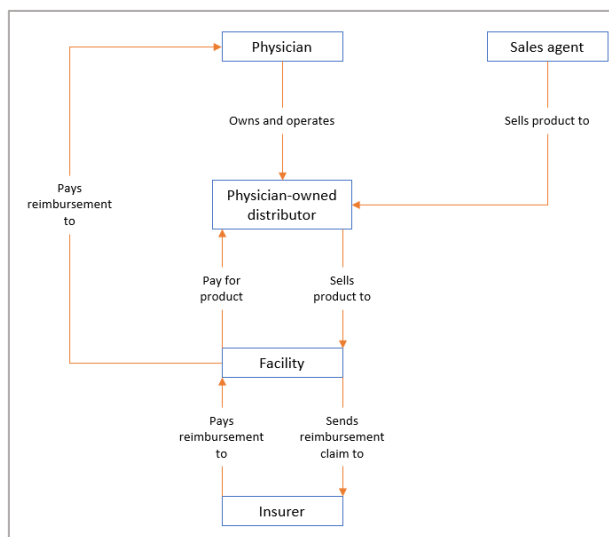 Physician
Sales agent
Owns and operates
Sells product to
Pays
reimbursement
to
Physician-owned
distributor
Pay for
product
Sells
product to
Facility
Pays
reimbursement
to
Sends
reimbursement
claim to
Insurer